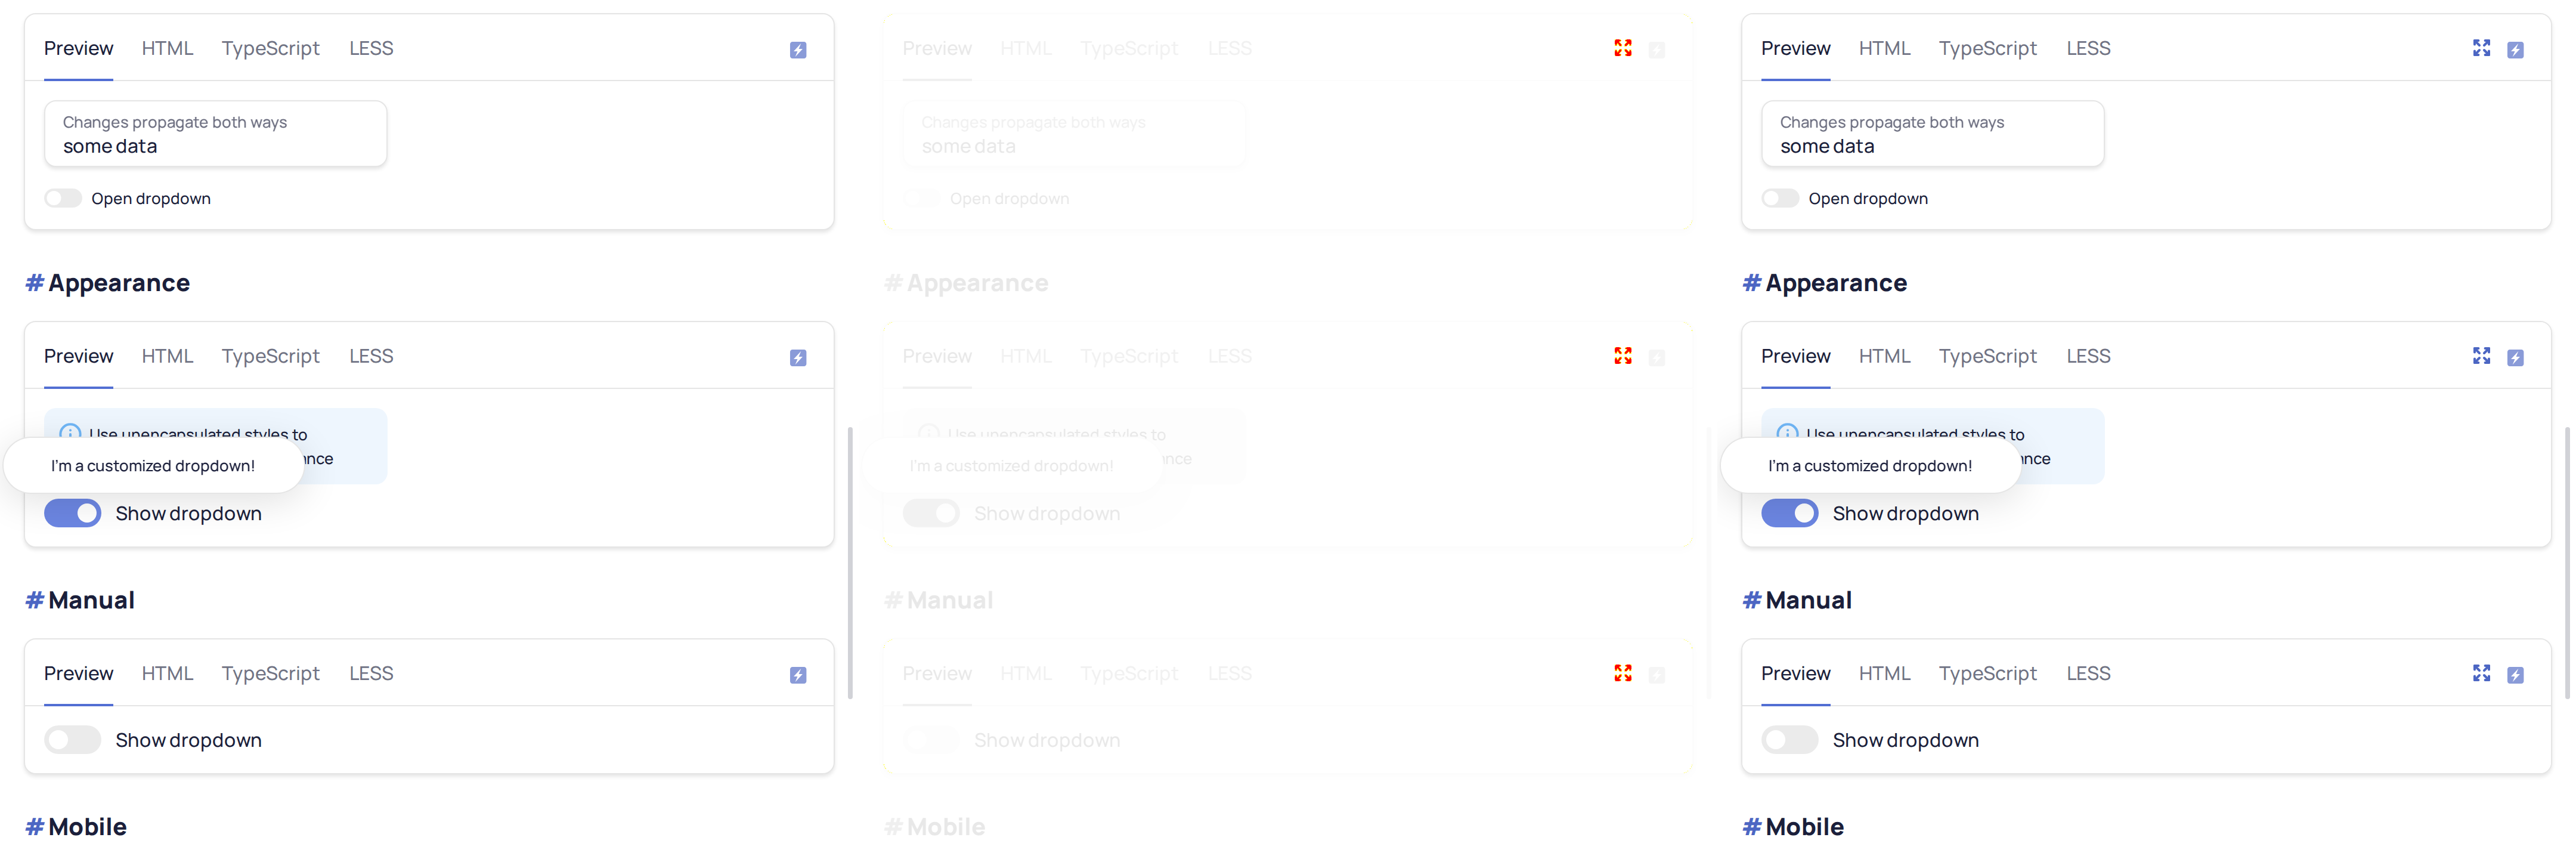 Preview HTML TypeScript LESS
Changes propagate both ways
some data
Open dropdown
# Appearance
Preview HTML TypeScript LESS
Use unencapsulated styles to
I'm a customized dropdown!
Show dropdown
# Manual
Preview HTML TypeScript LESS
Show dropdown
# Mobile
Preview HTML TypeScript LESS
Changes propagate both ways
some data
Open dropdown
# Appearance
Preview HTML TypeScript LESS
Use unencapsulated styles to
I'm a customized dropdown!
Show dropdown
# Manual
Preview HTML TypeScript LESS
Show dropdown
# Mobile
Preview HTML TypeScript LESS
Changes propagate both ways
some data
Open dropdown
# Appearance
Preview HTML TypeScript LESS
Use unencapsulated styles to
I'm a customized dropdown!
Show dropdown
# Manual
Preview HTML TypeScript LESS
Show dropdown
# Mobile